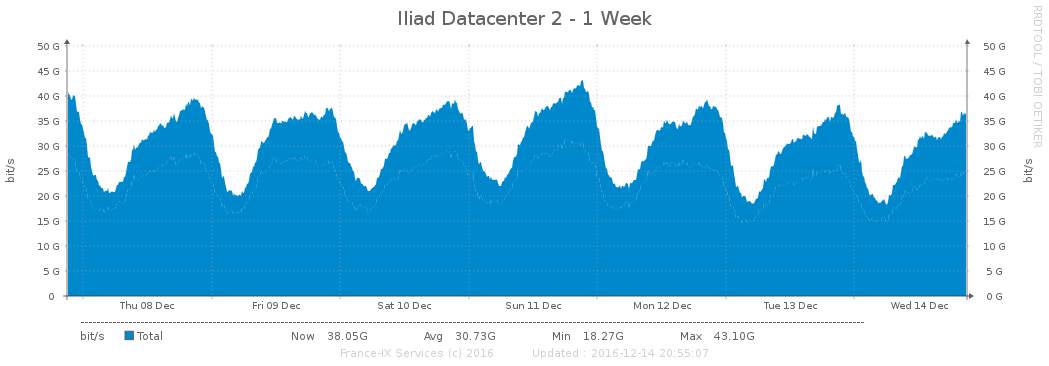 Iliad Datacenter 2 - 1 Week
RRDTOOL / TOBI OETIKER
bit/s
50 G
45 G
40 G
35 G
30 G
25 G
20 G
15 G
10 G
5 G
0
50 G
45 G
40 G
35 G
30 G
25 G
20 G
15 G
10 G
5 G
0 G
bit/s
Thu 08 Dec Fri 09 Dec Sat 10 Dec Sun 11 Dec Mon 12 Dec Tue 13 Dec Wed 14 Dec
bit/s Total Now 38.05G Avg 30.73G Min 18.27G Max 43.10G
France-IX Services (c) 2016 Updated : 2016-12-14 20:55:07